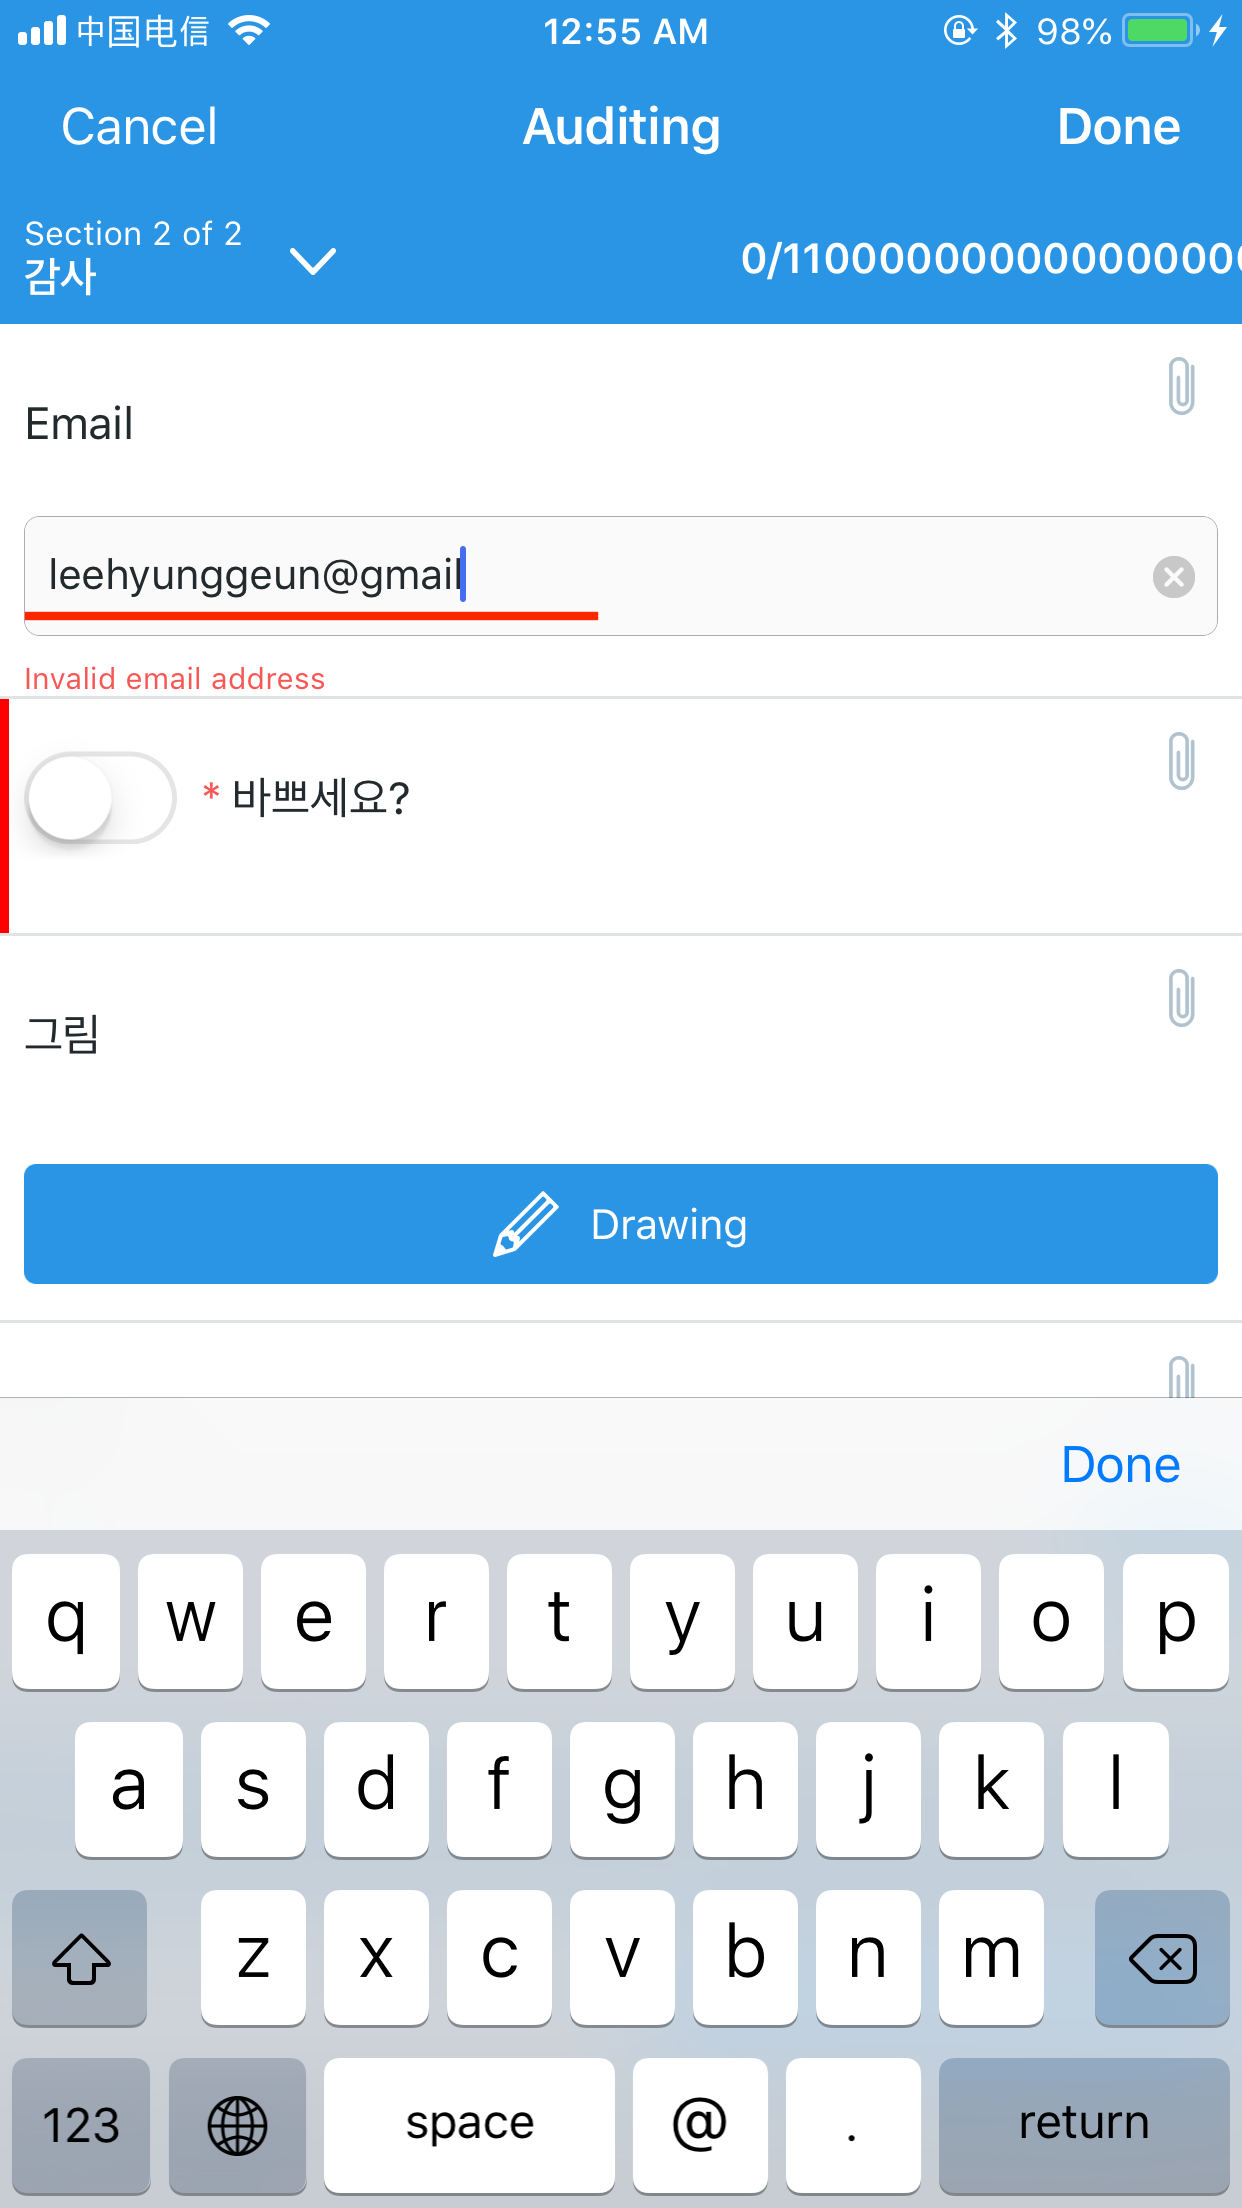 中国电信 12:55 AM 98%
Cancel Auditing Done
Section 2 of 2
감사
0/1100000000000000000
Email
leehyunggeun@gmail
Invalid email address
* 바쁘세요?
그림
Drawing
Done
q w e r t y u i o p
a s d f g h j k l
z x c v b n m
123 space @ . return